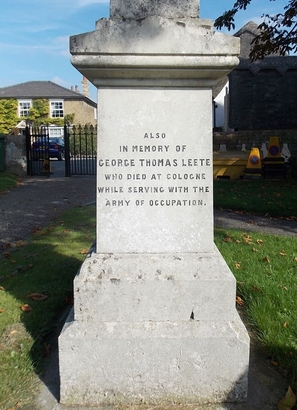 ALSO
IN MEMORY OF
GEORGE THOMAS LEETE
WHO DIED AT COLOGNE
WHILE SERVING WITH THE
ARMY OF OCCUPATION.